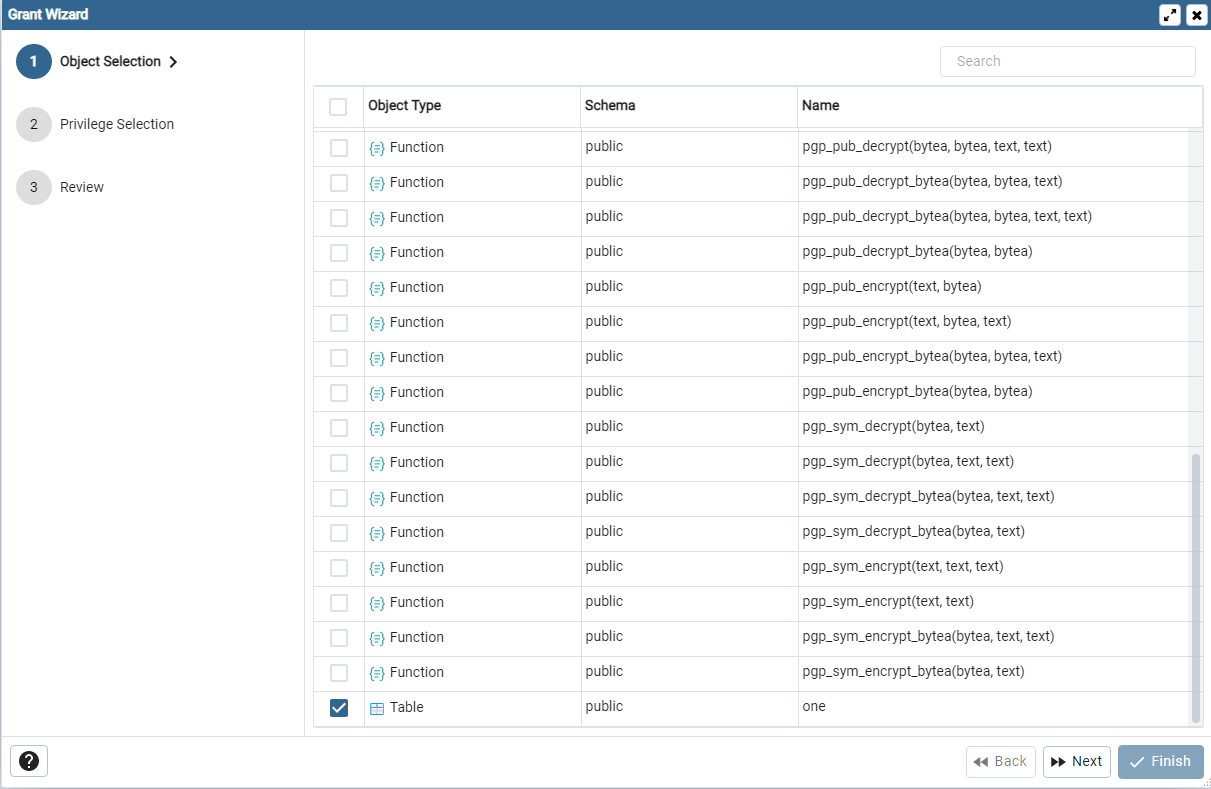 Grant Wizard
1 Object Selection
2 Privilege Selection
3 Review
Search
Object Type Schema Name
Function public pgp_pub_decrypt(bytea, bytea, text, text)
Function public pgp_pub_decrypt_bytea(bytea, bytea, text)
Function public pgp_pub_decrypt_bytea(bytea, bytea, text, text)
Function public pgp_pub_decrypt_bytea(bytea, bytea)
Function public pgp_pub_encrypt(text, bytea)
Function public pgp_pub_encrypt(text, bytea, text)
Function public pgp_pub_encrypt_bytea(bytea, bytea, text)
Function public pgp_pub_encrypt_bytea(bytea, bytea)
Function public pgp_sym_decrypt(bytea, text)
Function public pgp_sym_decrypt(bytea, text, text)
Function public pgp_sym_decrypt_bytea(bytea, text, text)
Function public pgp_sym_decrypt_bytea(bytea, text)
Function public pgp_sym_encrypt(text, text, text)
Function public pgp_sym_encrypt(text, text)
Function public pgp_sym_encrypt_bytea(bytea, text, text)
Function public pgp_sym_encrypt_bytea(bytea, text)
Table public one
? Back Next Finish